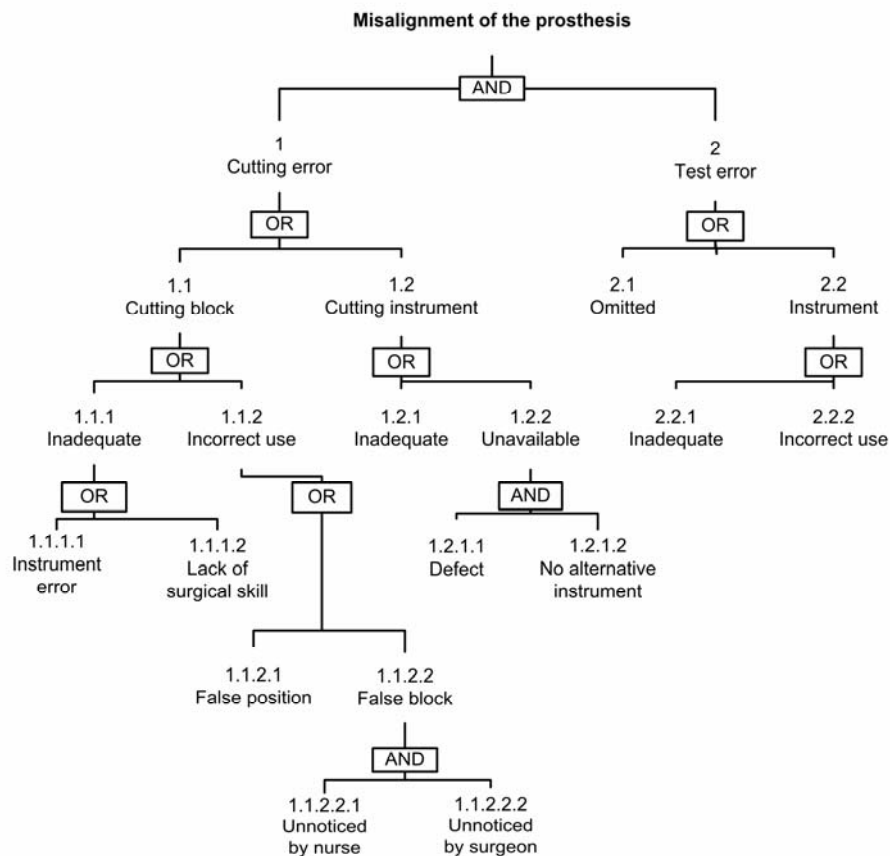 Misalignment of the prosthesis
AND
1
Cutting error
2
Test error
OR
OR
1.1
Cutting block
1.2
Cutting instrument
2.1
Omitted
2.2
Instrument
OR
OR
OR
1.1.1
Inadequate
1.1.2
Incorrect use
1.2.1
Inadequate
1.2.2
Unavailable
2.2.1
Inadequate
2.2.2
Incorrect use
OR
OR
AND
1.1.1.1
Instrument
error
1.1.1.2
Lack of
surgical skill
1.2.1.1
Defect
1.2.1.2
No alternative
instrument
1.1.2.1
False position
1.1.2.2
False block
AND
1.1.2.2.1
Unnoticed
by nurse
1.1.2.2.2
Unnoticed
by surgeon